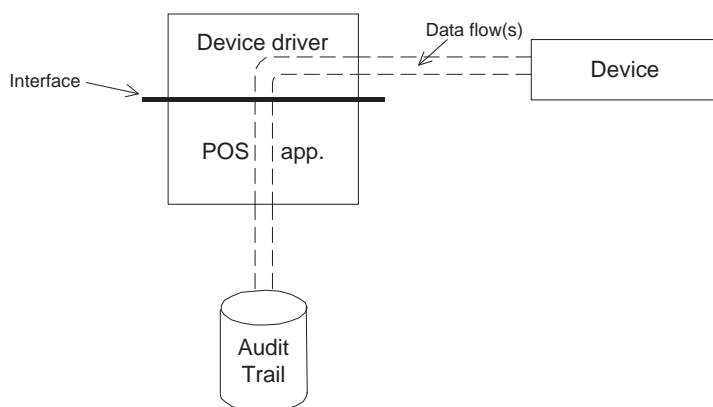 Data flow(s)
Device driver
Device
Interface
POS app.
Audit
Trail